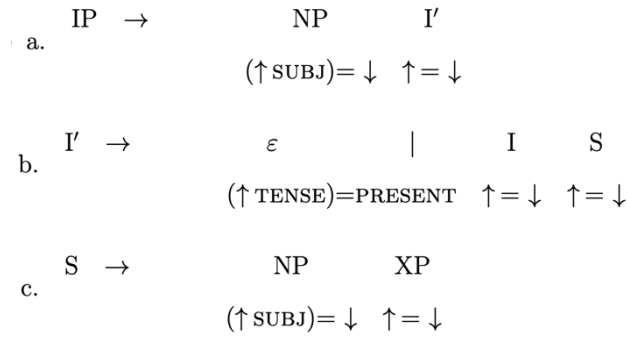 a. IP → NP I′
(↑ SUBJ)= ↓ ↑ = ↓
b. I′ → ε | I S
(↑ TENSE)=PRESENT ↑ = ↓ ↑ = ↓
c. S → NP XP
(↑ SUBJ)= ↓ ↑ = ↓